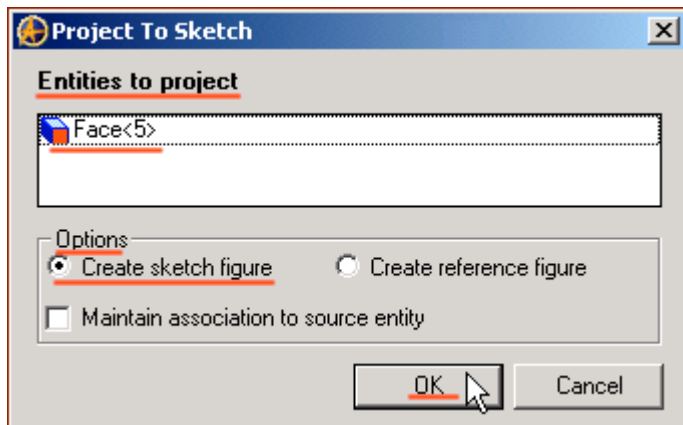 Project To Sketch
Entities to project
Face<5>
Options
Create sketch figure Create reference figure
Maintain association to source entity
OK Cancel